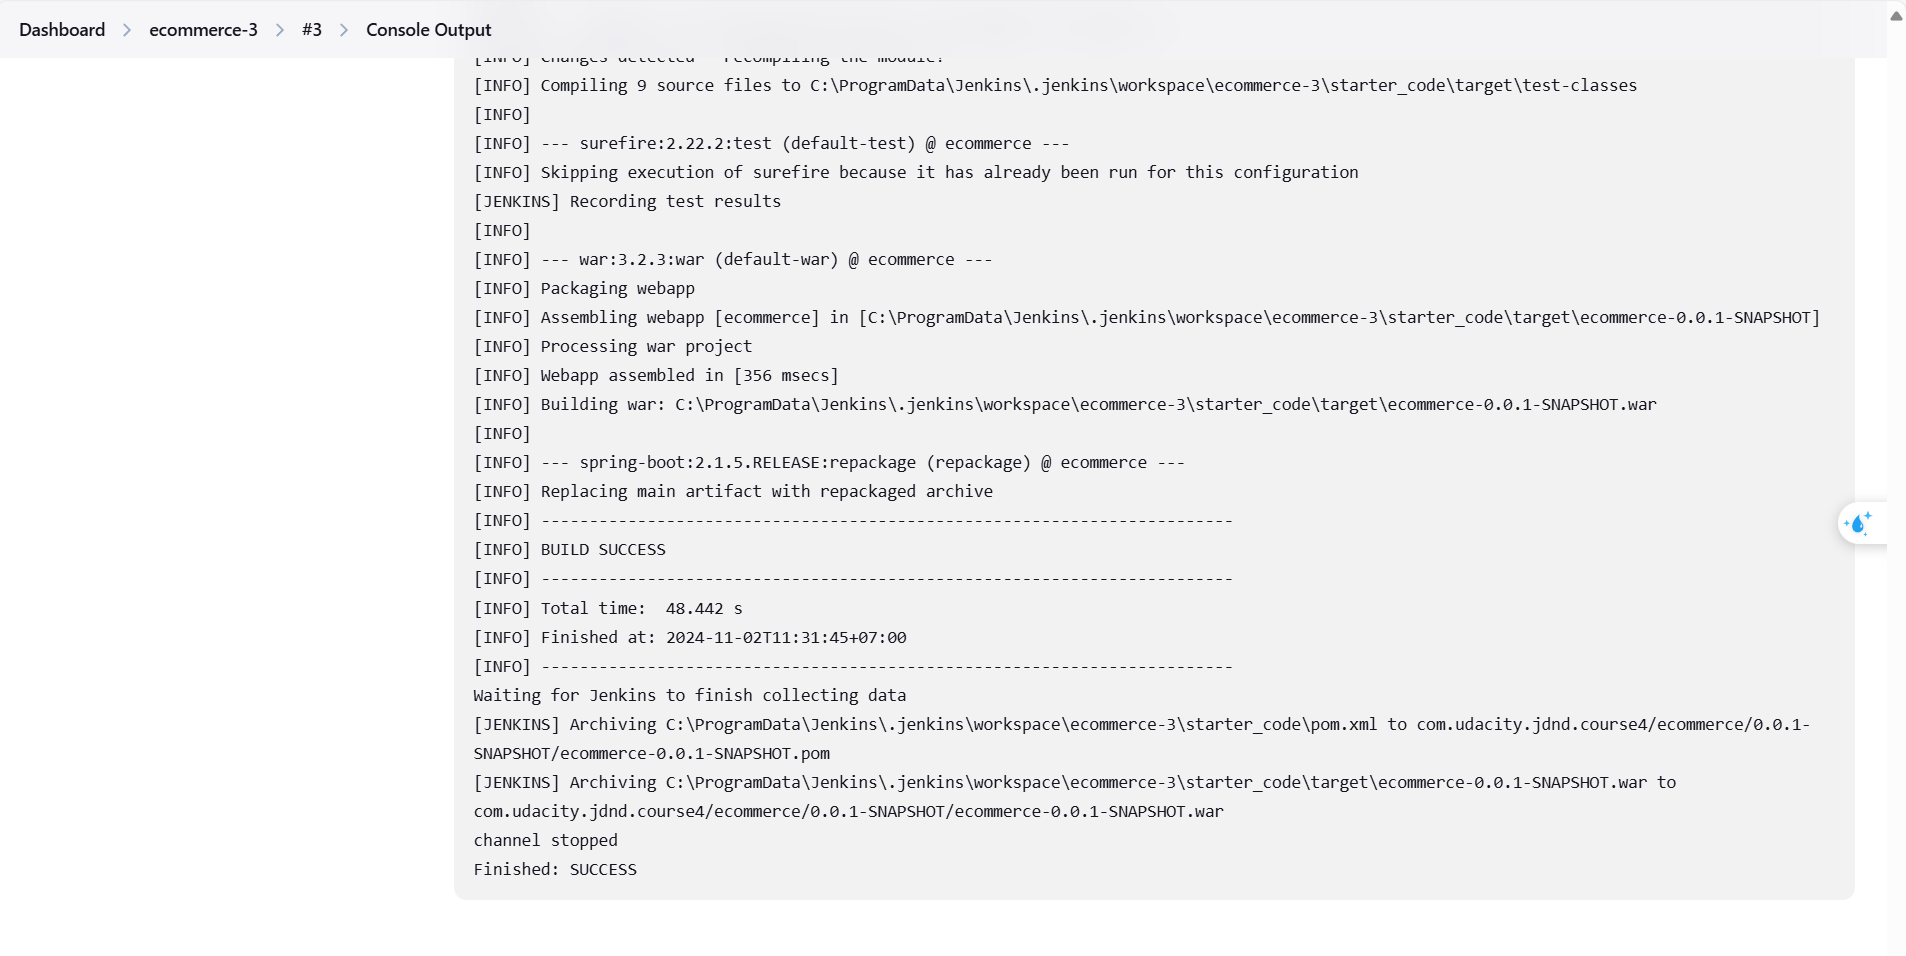 Dashboard > ecommerce-3 > #3 > Console Output
[INFO] Changes detected - recompiling the module!
[INFO] Compiling 9 source files to C:\ProgramData\Jenkins\.jenkins\workspace\ecommerce-3\starter_code\target\test-classes
[INFO]
[INFO] --- surefire:2.22.2:test (default-test) @ ecommerce ---
[INFO] Skipping execution of surefire because it has already been run for this configuration
[JENKINS] Recording test results
[INFO]
[INFO] --- war:3.2.3:war (default-war) @ ecommerce ---
[INFO] Packaging webapp
[INFO] Assembling webapp [ecommerce] in [C:\ProgramData\Jenkins\.jenkins\workspace\ecommerce-3\starter_code\target\ecommerce-0.0.1-SNAPSHOT]
[INFO] Processing war project
[INFO] Webapp assembled in [356 msecs]
[INFO] Building war: C:\ProgramData\Jenkins\.jenkins\workspace\ecommerce-3\starter_code\target\ecommerce-0.0.1-SNAPSHOT.war
[INFO]
[INFO] --- spring-boot:2.1.5.RELEASE:repackage (repackage) @ ecommerce ---
[INFO] Replacing main artifact with repackaged archive
[INFO] ------------------------------------------------------------------------
[INFO] BUILD SUCCESS
[INFO] ------------------------------------------------------------------------
[INFO] Total time:  48.442 s
[INFO] Finished at: 2024-11-02T11:31:45+07:00
[INFO] ------------------------------------------------------------------------
Waiting for Jenkins to finish collecting data
[JENKINS] Archiving C:\ProgramData\Jenkins\.jenkins\workspace\ecommerce-3\starter_code\pom.xml to com.udacity.jdnd.course4/ecommerce/0.0.1-
SNAPSHOT/ecommerce-0.0.1-SNAPSHOT.pom
[JENKINS] Archiving C:\ProgramData\Jenkins\.jenkins\workspace\ecommerce-3\starter_code\target\ecommerce-0.0.1-SNAPSHOT.war to
com.udacity.jdnd.course4/ecommerce/0.0.1-SNAPSHOT/ecommerce-0.0.1-SNAPSHOT.war
channel stopped
Finished: SUCCESS